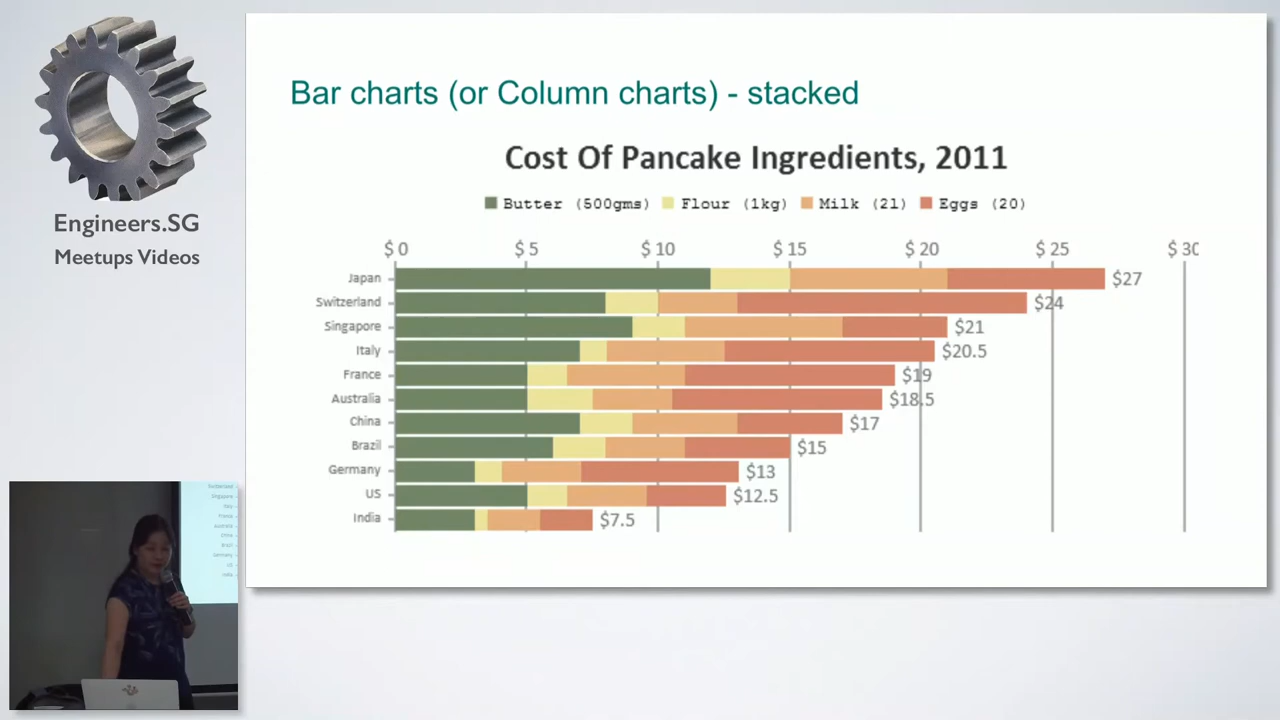 Engineers.SG
Meetups Videos
Bar charts (or Column charts) - stacked
Cost Of Pancake Ingredients, 2011
Butter (500gms) Flour (1kg) Milk (2l) Eggs (20)
$ 0 $ 5 $ 10 $ 15 $ 20 $ 25 $ 30
Japan $27
Switzerland $24
Singapore $21
Italy $20.5
France $19
Australia $18.5
China $17
Brazil $15
Germany $13
US $12.5
India $7.5